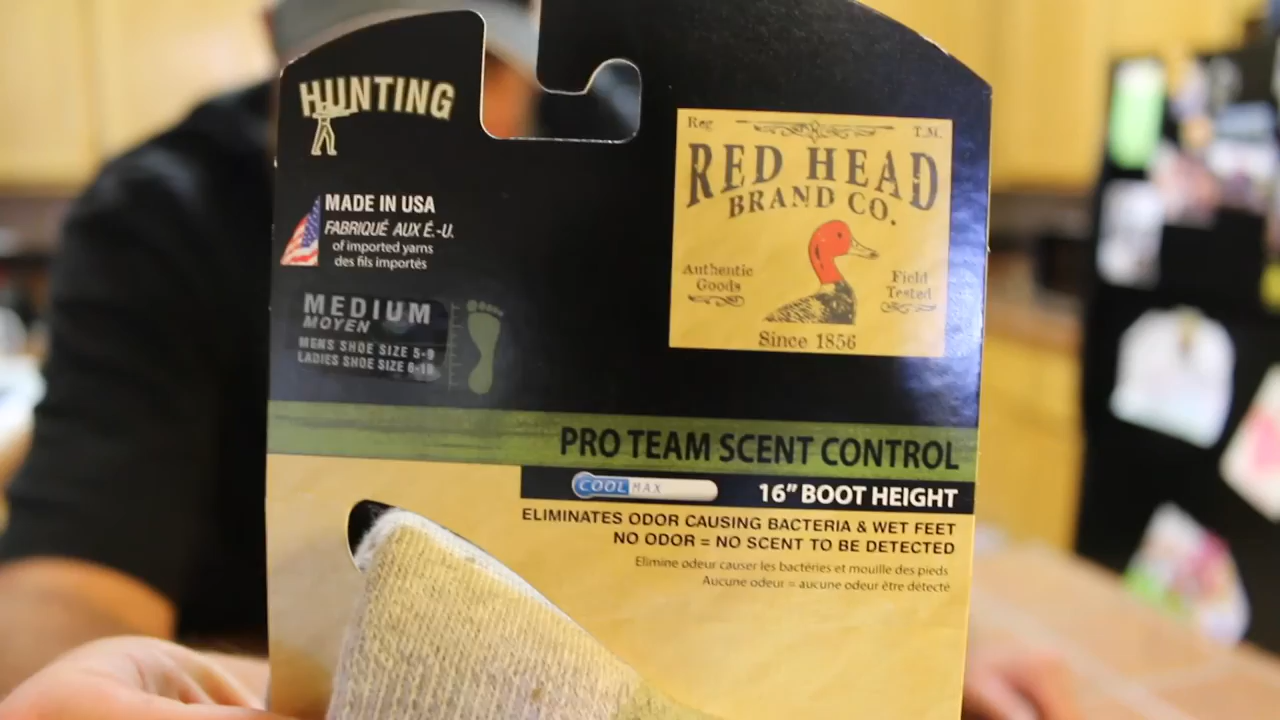 HUNTING
MADE IN USA
FABRIQUÉ AUX É.-U.
of imported yarns
des fils importés
MEDIUM
MOYEN
MENS SHOE SIZE 5-9
LADIES SHOE SIZE 6-10
Reg T.M.
RED HEAD
BRAND CO.
Authentic
Goods
Field
Tested
Since 1856
PRO TEAM SCENT CONTROL
COOLMAX
16" BOOT HEIGHT
ELIMINATES ODOR CAUSING BACTERIA & WET FEET
NO ODOR = NO SCENT TO BE DETECTED
Elimine odeur causer les bactéries et mouille des pieds
Aucune odeur = aucune odeur être détecté